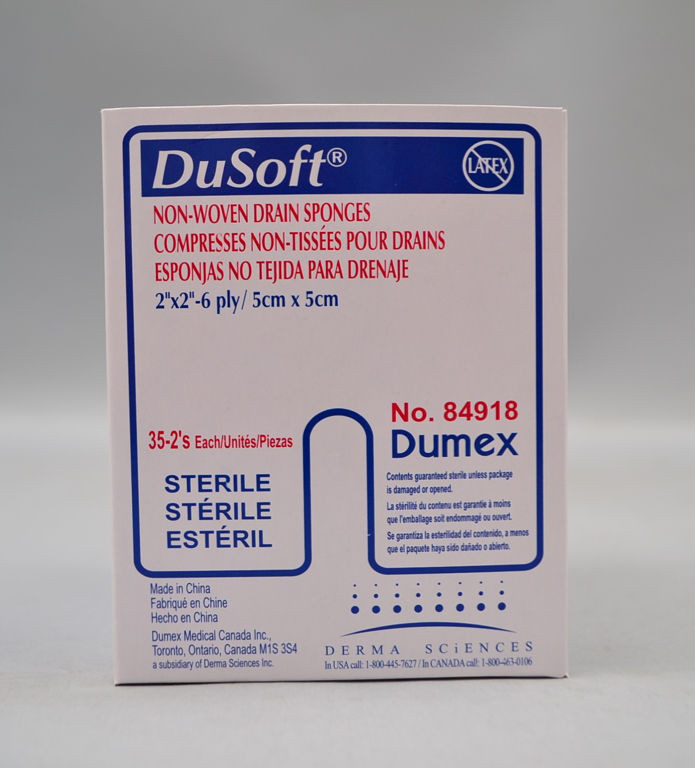 DuSoft®
LATEX
NON-WOVEN DRAIN SPONGES
COMPRESSES NON-TISSÉES POUR DRAINS
ESPONJAS NO TEJIDA PARA DRENAJE
2"x2"-6 ply/ 5cm x 5cm
35-2's Each/Unités/Piezas
STERILE
STÉRILE
ESTÉRIL
No. 84918
Dumex
Contents guaranteed sterile unless package
is damaged or opened.
La stérilité du contenu est garantie à moins
que l'emballage soit endommagé ou ouvert.
Se garantiza la esterilidad del contenido, a menos
que el paquete haya sido dañado o abierto.
Made in China
Fabriqué en Chine
Hecho en China
Dumex Medical Canada Inc.,
Toronto, Ontario, Canada M1S 3S4
a subsidiary of Derma Sciences Inc.
DERMA SCiENCES
In USA call: 1-800-445-7627 / In CANADA call: 1-800-463-0106